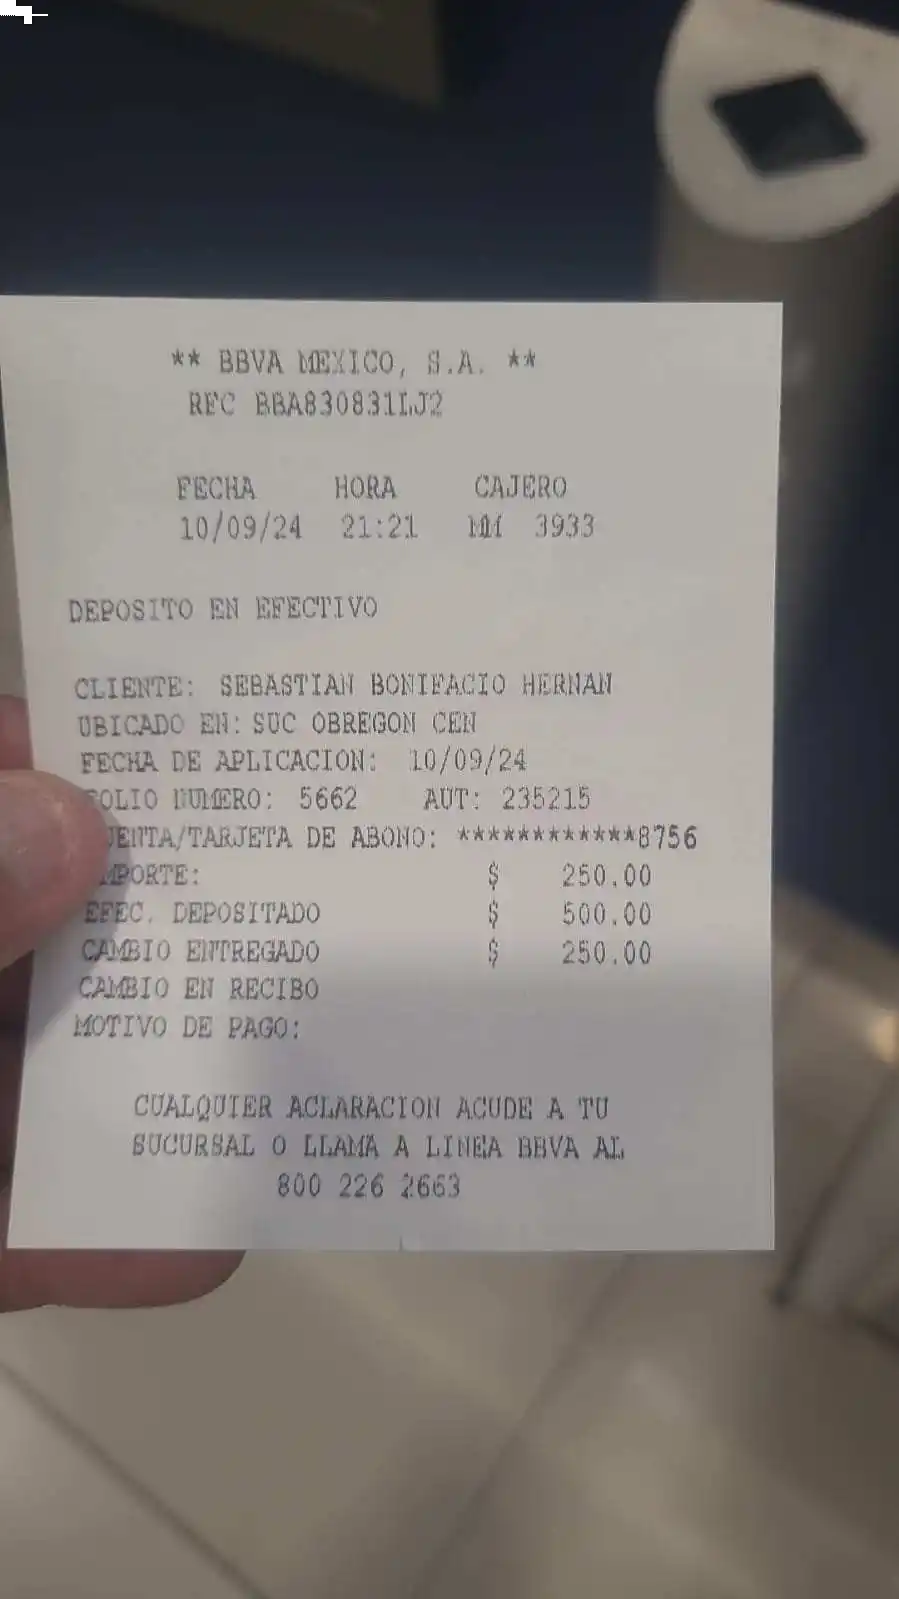 ** BBVA MEXICO, S.A. **
RFC BBA830831LJ2
FECHA HORA CAJERO
10/09/24 21:21 MM 3933
DEPOSITO EN EFECTIVO
CLIENTE: SEBASTIAN BONIFACIO HERNAN
UBICADO EN: SUC OBREGON CEN
FECHA DE APLICACION: 10/09/24
FOLIO NUMERO: 5662 AUT: 235215
UENTA/TARJETA DE ABONO: ************8756
MPORTE: $ 250.00
EFEC. DEPOSITADO $ 500.00
CAMBIO ENTREGADO $ 250.00
CAMBIO EN RECIBO
MOTIVO DE PAGO:
CUALQUIER ACLARACION ACUDE A TU
SUCURSAL O LLAMA A LINEA BBVA AL
800 226 2663